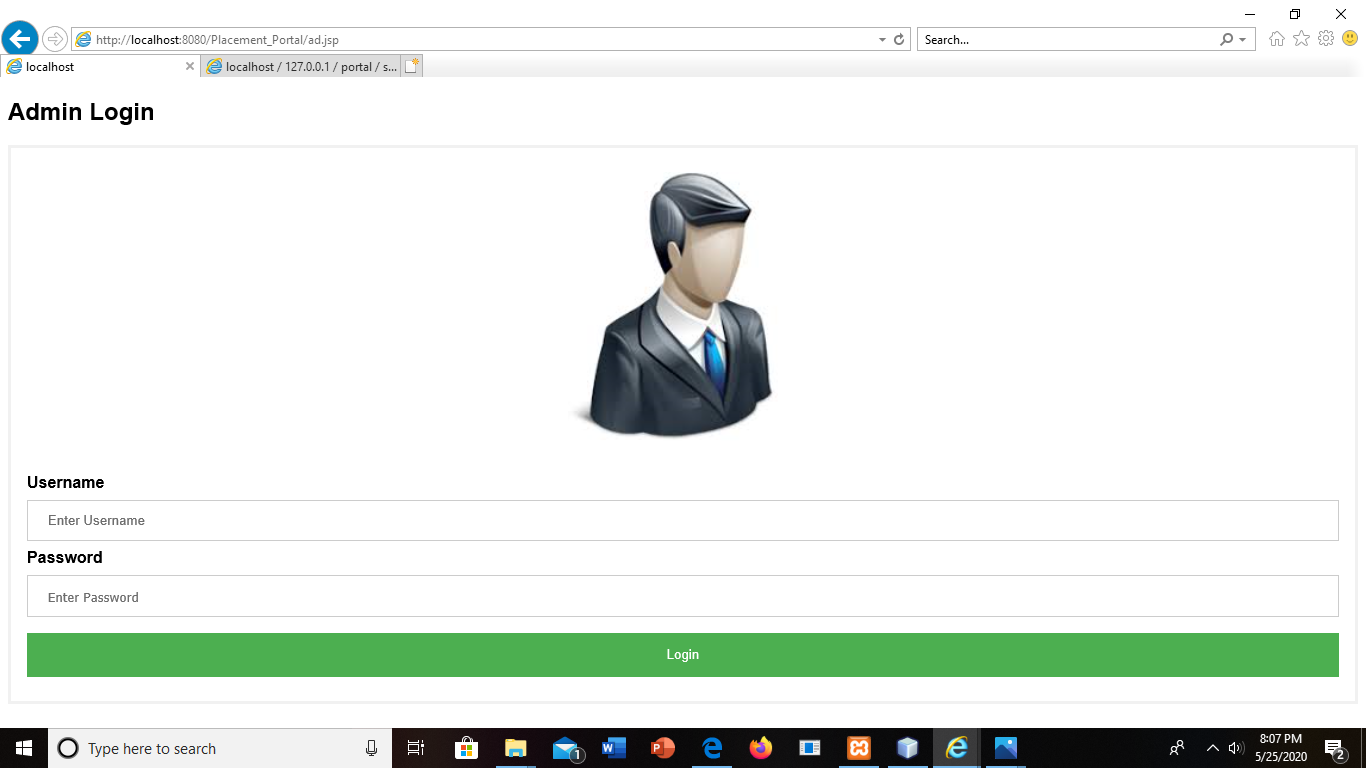 http://localhost:8080/Placement_Portal/ad.jsp
Search...
localhost
localhost / 127.0.0.1 / portal / s...
Admin Login
Username
Enter Username
Password
Enter Password
Login
Type here to search
1
W
P
8:07 PM
5/25/2020
2